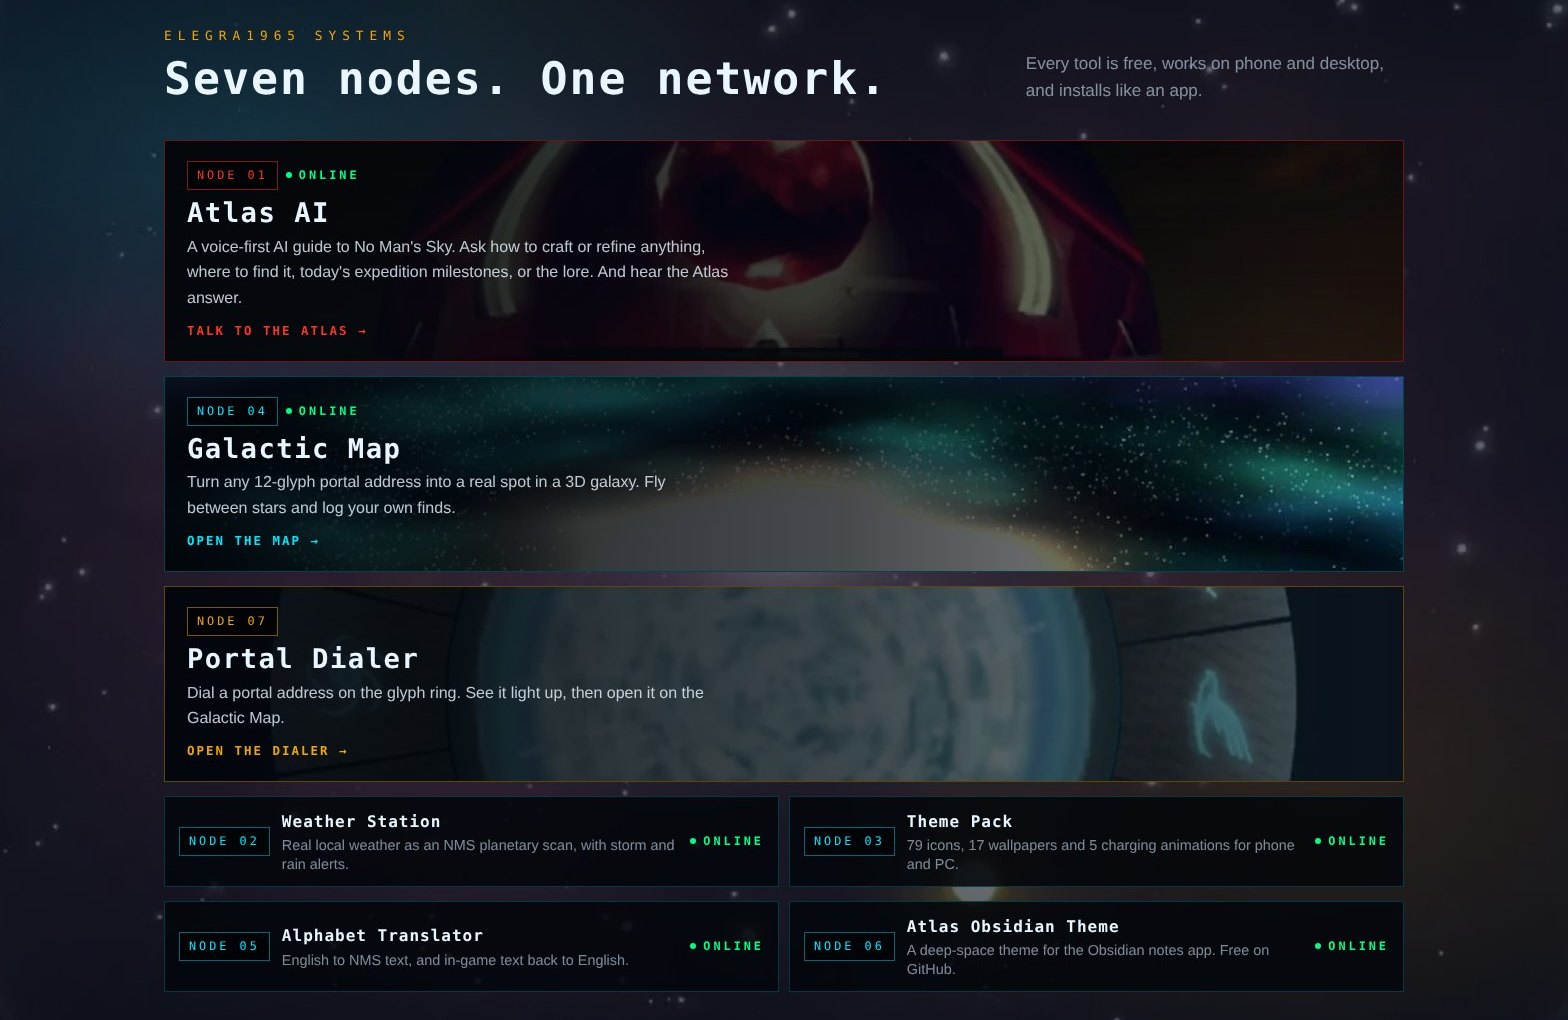 ELEGRA1965 SYSTEMS
Seven nodes. One network.
Every tool is free, works on phone and desktop,
and installs like an app.
NODE 01 ONLINE
Atlas AI
A voice-first AI guide to No Man's Sky. Ask how to craft or refine anything,
where to find it, today's expedition milestones, or the lore. And hear the Atlas
answer.
TALK TO THE ATLAS →
NODE 04 ONLINE
Galactic Map
Turn any 12-glyph portal address into a real spot in a 3D galaxy. Fly
between stars and log your own finds.
OPEN THE MAP →
NODE 07
Portal Dialer
Dial a portal address on the glyph ring. See it light up, then open it on the
Galactic Map.
OPEN THE DIALER →
NODE 02
Weather Station
Real local weather as an NMS planetary scan, with storm and
rain alerts.
ONLINE
NODE 03
Theme Pack
79 icons, 17 wallpapers and 5 charging animations for phone
and PC.
ONLINE
NODE 05
Alphabet Translator
English to NMS text, and in-game text back to English.
ONLINE
NODE 06
Atlas Obsidian Theme
A deep-space theme for the Obsidian notes app. Free on
GitHub.
ONLINE